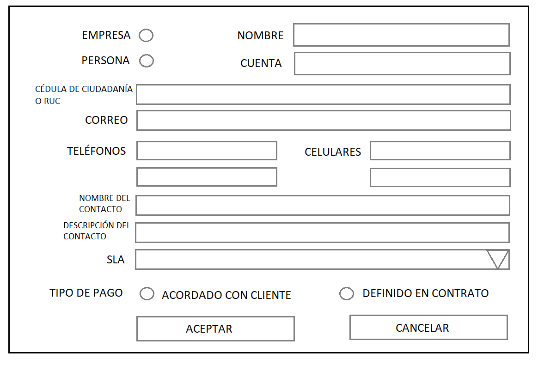 EMPRESA NOMBRE
PERSONA CUENTA
CÉDULA DE CIUDADANÍA
O RUC
CORREO
TELÉFONOS CELULARES
NOMBRE DEL
CONTACTO
DESCRIPCIÓN DEL
CONTACTO
SLA
TIPO DE PAGO ACORDADO CON CLIENTE DEFINIDO EN CONTRATO
ACEPTAR CANCELAR